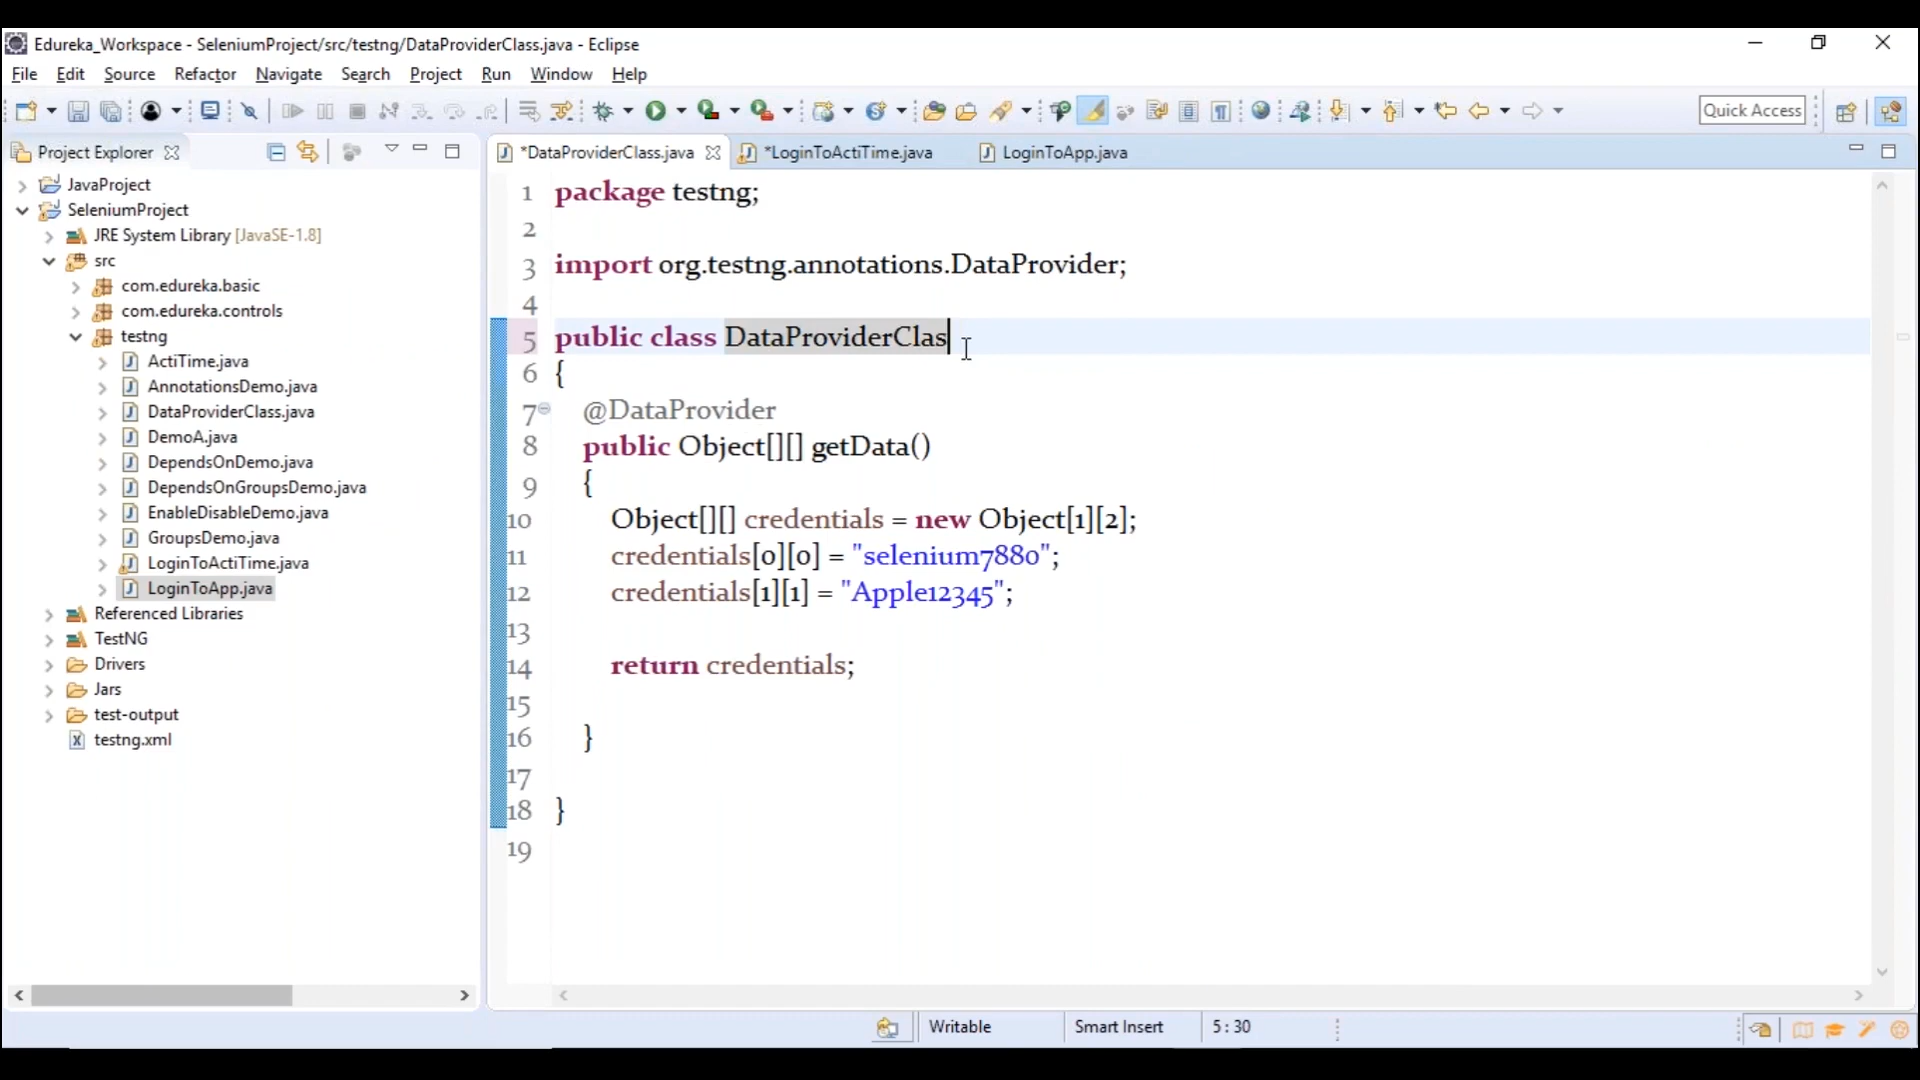 Edureka_Workspace - SeleniumProject/src/testng/DataProviderClass.java - Eclipse
File Edit Source Refactor Navigate Search Project Run Window Help
Quick Access
Project Explorer
*DataProviderClass.java
*LoginToActiTime.java
LoginToApp.java
JavaProject
SeleniumProject
JRE System Library [JavaSE-1.8]
src
com.edureka.basic
com.edureka.controls
testng
ActiTime.java
AnnotationsDemo.java
DataProviderClass.java
DemoA.java
DependsOnDemo.java
DependsOnGroupsDemo.java
EnableDisableDemo.java
GroupsDemo.java
LoginToActiTime.java
LoginToApp.java
Referenced Libraries
TestNG
Drivers
Jars
test-output
testng.xml
1 package testng;
2
3 import org.testng.annotations.DataProvider;
4
5 public class DataProviderClas
6 {
7 @DataProvider
8 public Object[][] getData()
9 {
10 Object[][] credentials = new Object[1][2];
11 credentials[0][0] = "selenium7880";
12 credentials[1][1] = "Apple12345";
13
14 return credentials;
15
16 }
17
18 }
19
Writable
Smart Insert
5 : 30